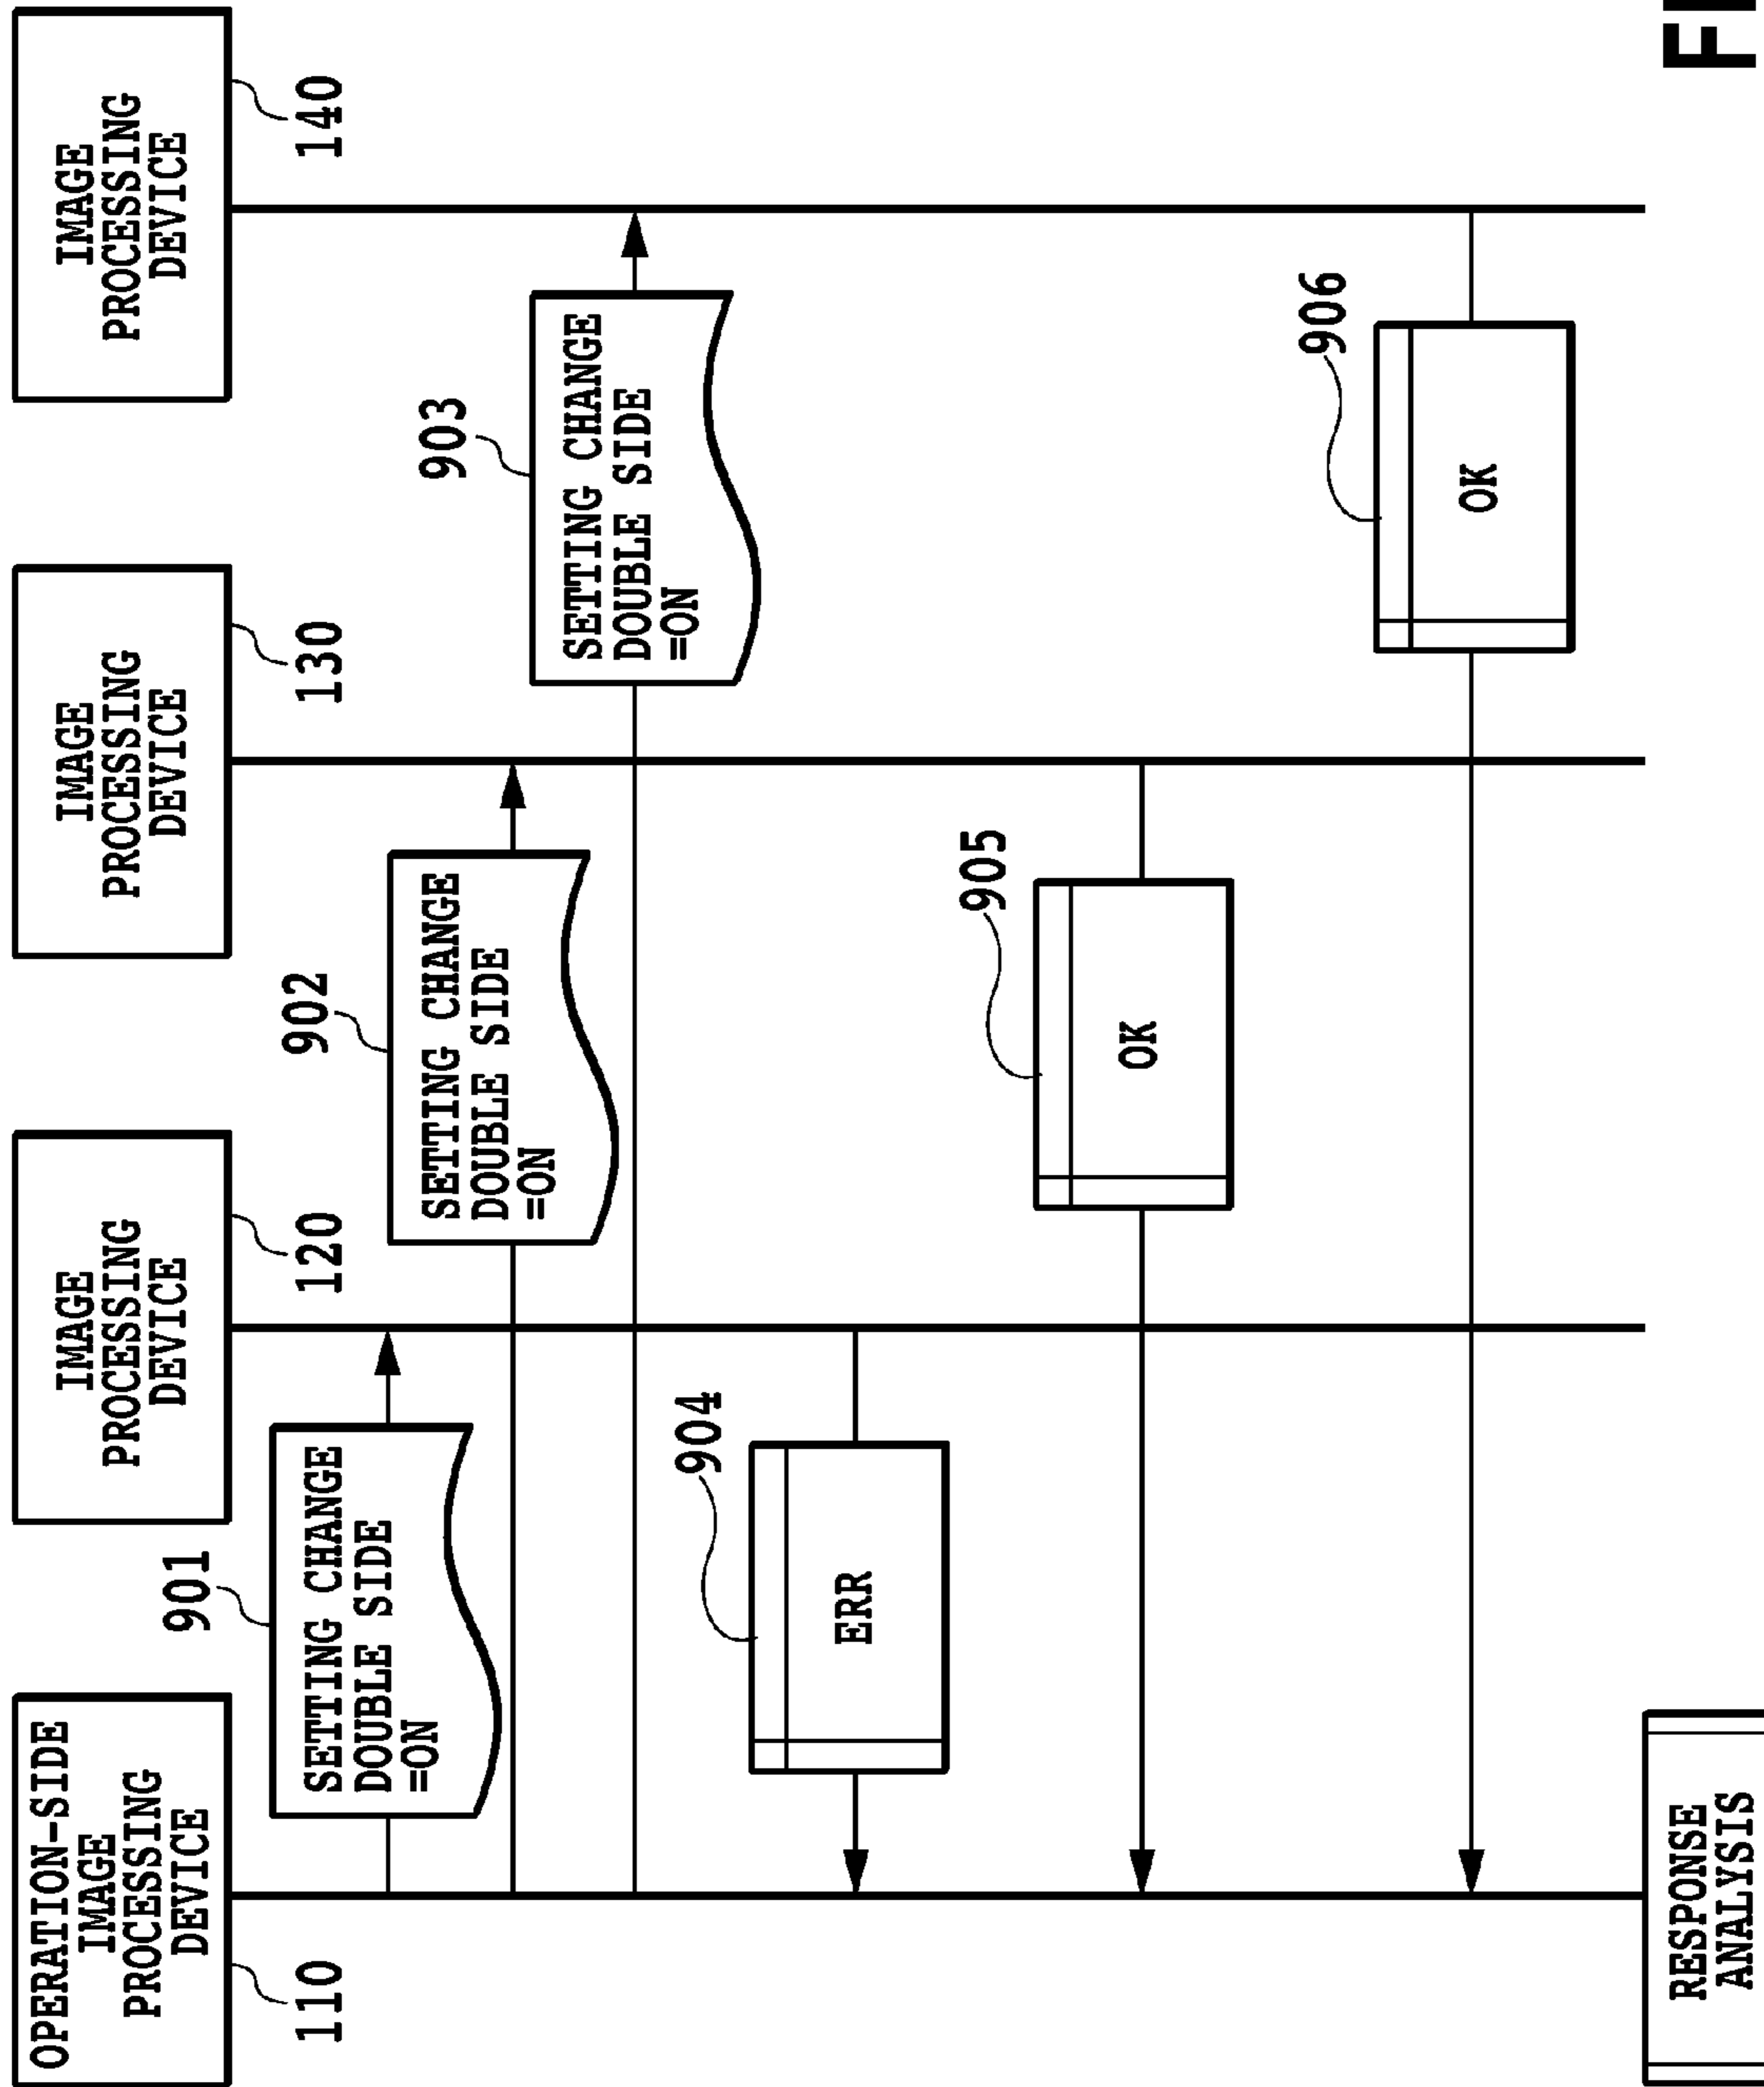 OPERATION-SIDE
IMAGE
PROCESSING
DEVICE
110
IMAGE
PROCESSING
DEVICE
120
IMAGE
PROCESSING
DEVICE
130
IMAGE
PROCESSING
DEVICE
140
901
SETTING CHANGE
DOUBLE SIDE
=ON
902
SETTING CHANGE
DOUBLE SIDE
=ON
903
SETTING CHANGE
DOUBLE SIDE
=ON
904
ERR
905
OK
906
OK
RESPONSE
ANALYSIS